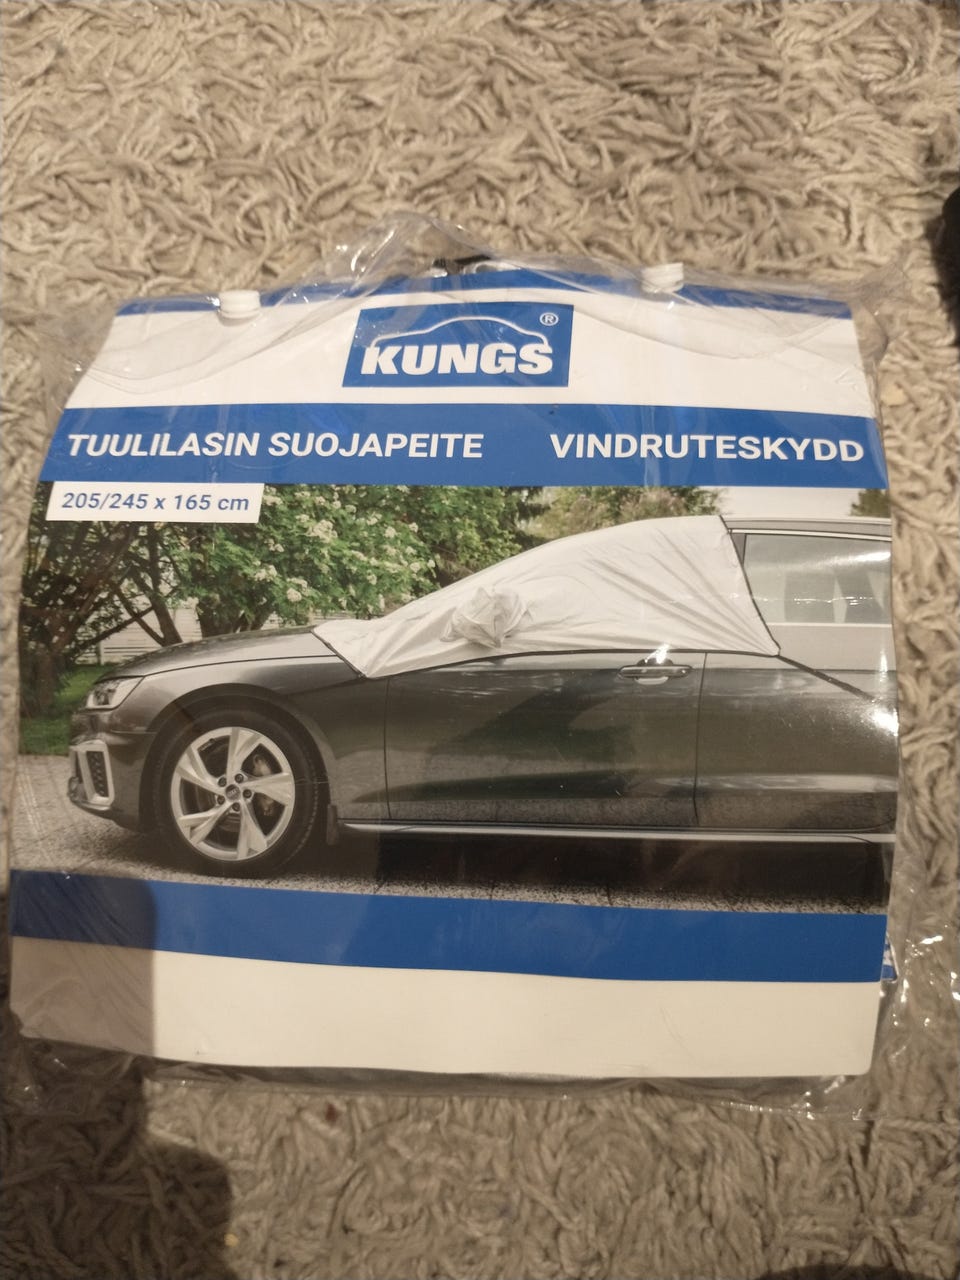 KUNGS®
TUULILASIN SUOJAPEITE VINDRUTESKYDD
205/245 x 165 cm